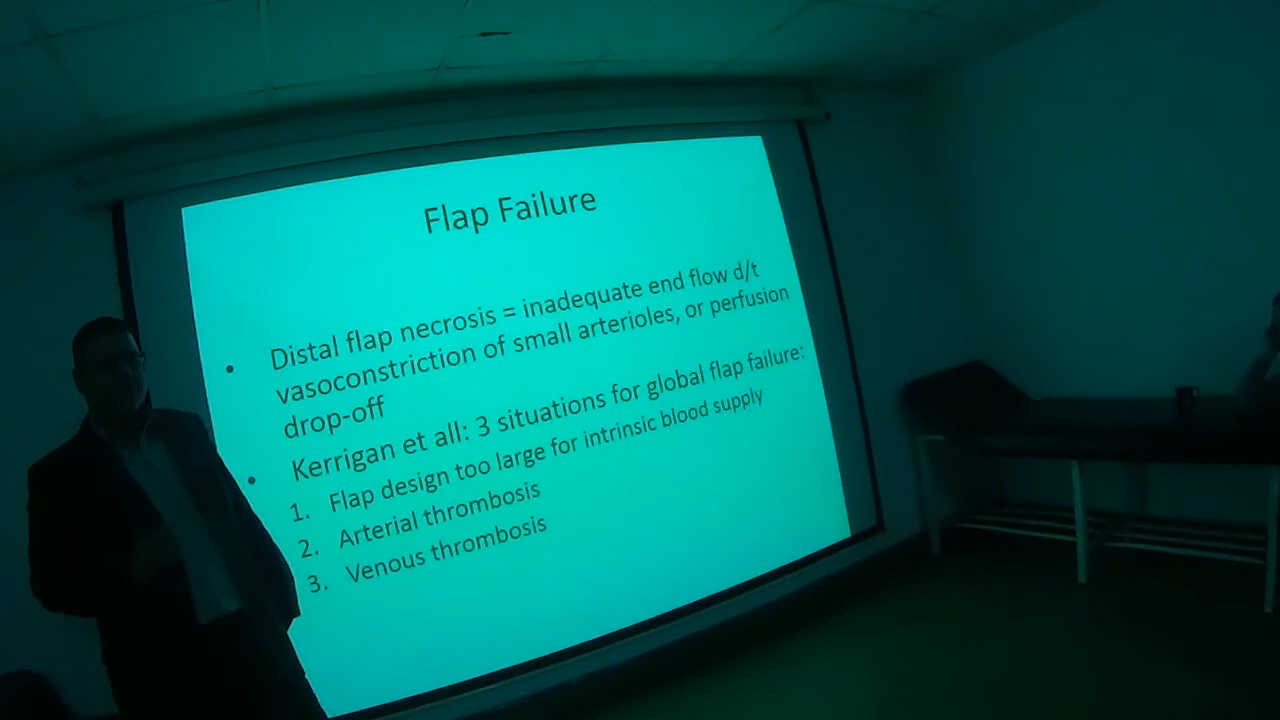 Flap Failure
• Distal flap necrosis = inadequate end flow d/t
vasoconstriction of small arterioles, or perfusion
drop-off
• Kerrigan et all: 3 situations for global flap failure:
1. Flap design too large for intrinsic blood supply
2. Arterial thrombosis
3. Venous thrombosis